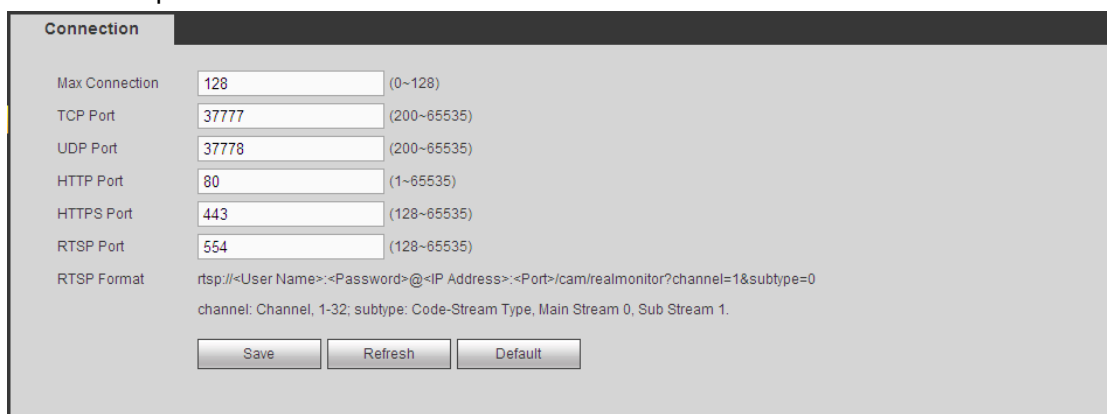 Connection
Max Connection 128 (0~128)
TCP Port 37777 (200~65535)
UDP Port 37778 (200~65535)
HTTP Port 80 (1~65535)
HTTPS Port 443 (128~65535)
RTSP Port 554 (128~65535)
RTSP Format rtsp://<User Name>:<Password>@<IP Address>:<Port>/cam/realmonitor?channel=1&subtype=0
channel: Channel, 1-32; subtype: Code-Stream Type, Main Stream 0, Sub Stream 1.
Save Refresh Default